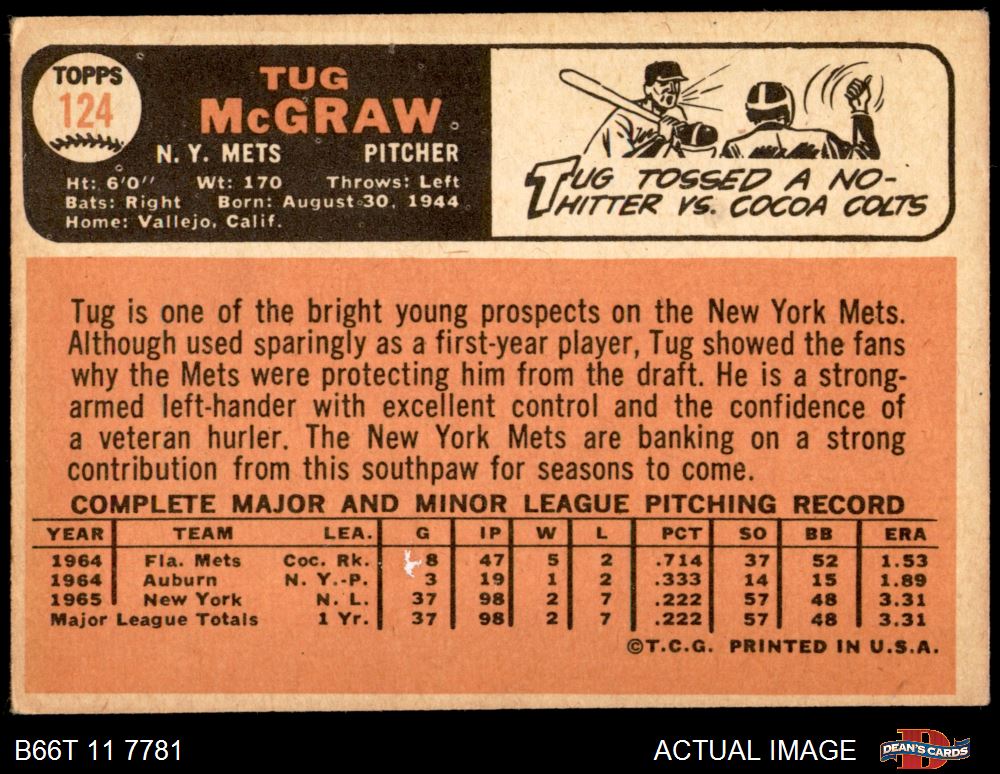 TOPPS
124
TUG
McGRAW
N. Y. METS PITCHER
Ht: 6'0" Wt: 170 Throws: Left
Bats: Right Born: August 30, 1944
Home: Vallejo, Calif.
TUG TOSSED A NO-
HITTER VS. COCOA COLTS
Tug is one of the bright young prospects on the New York Mets.
Although used sparingly as a first-year player, Tug showed the fans
why the Mets were protecting him from the draft. He is a strong-
armed left-hander with excellent control and the confidence of
a veteran hurler. The New York Mets are banking on a strong
contribution from this southpaw for seasons to come.
COMPLETE MAJOR AND MINOR LEAGUE PITCHING RECORD
YEAR TEAM LEA. G IP W L PCT SO BB ERA
1964 Fla. Mets Coc. Rk. 8 47 5 2 .714 37 52 1.53
1964 Auburn N. Y.-P. 3 19 1 2 .333 14 15 1.89
1965 New York N. L. 37 98 2 7 .222 57 48 3.31
Major League Totals 1 Yr. 37 98 2 7 .222 57 48 3.31
©T.C.G. PRINTED IN U.S.A.
B66T 11 7781 ACTUAL IMAGE DEAN'S CARDS